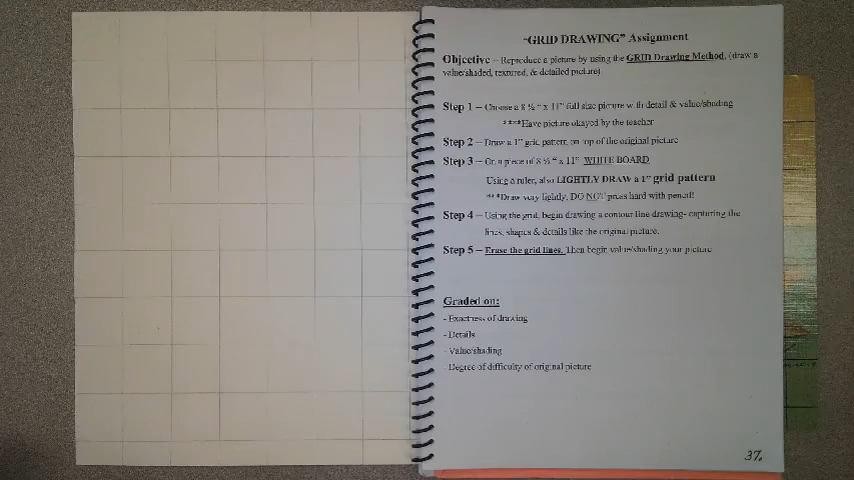 "GRID DRAWING" Assignment
Objective – Reproduce a picture by using the GRID Drawing Method, (draw a
value/shaded, textured, & detailed picture)
Step 1 – Choose a 8 ½ " x 11" full size picture with detail & value/shading
****Have picture okayed by the teacher
Step 2 – Draw a 1" grid pattern on top of the original picture
Step 3 – On a piece of 8 ½ " x 11" WHITE BOARD
Using a ruler, also LIGHTLY DRAW a 1" grid pattern
***Draw very lightly, DO NOT press hard with pencil!
Step 4 – Using the grid, begin drawing a contour line drawing- capturing the
lines, shapes & details like the original picture.
Step 5 – Erase the grid lines. Then begin value/shading your picture
Graded on:
- Exactness of drawing
- Details
- Value/shading
- Degree of difficulty of original picture
37.